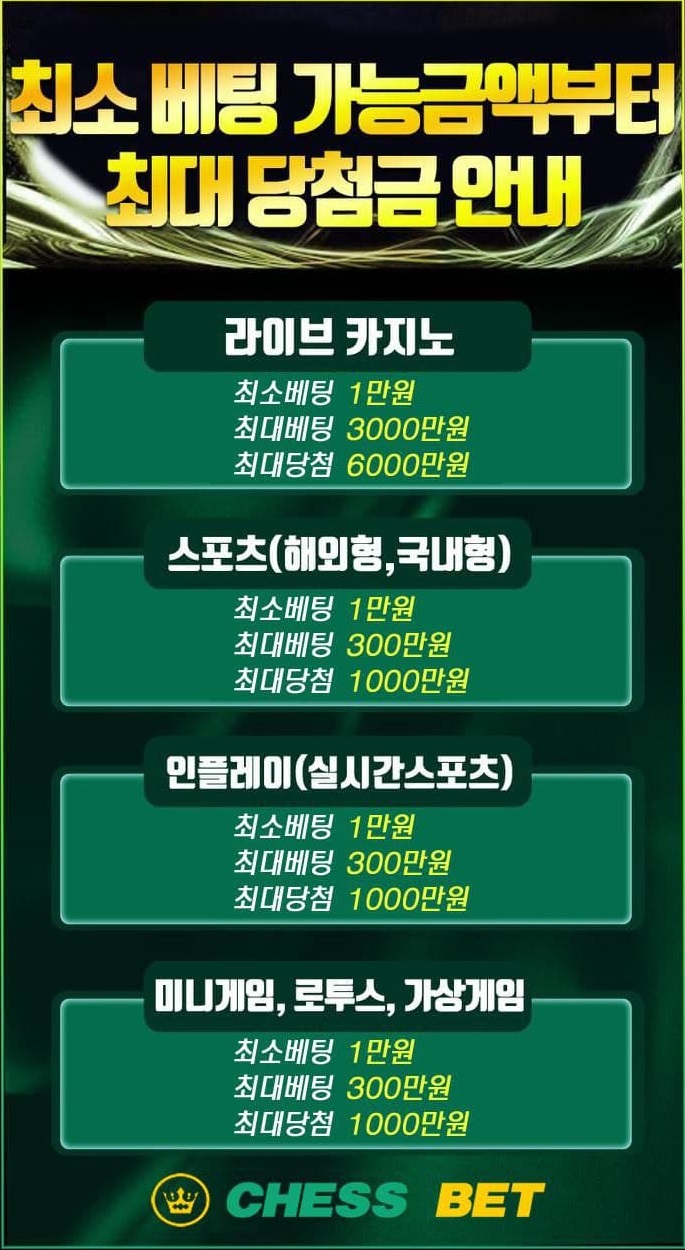 최소 베팅 가능금액부터
최대 당첨금 안내
라이브 카지노
최소베팅 1만원
최대베팅 3000만원
최대당첨 6000만원
스포츠(해외형,국내형)
최소베팅 1만원
최대베팅 300만원
최대당첨 1000만원
인플레이(실시간스포츠)
최소베팅 1만원
최대베팅 300만원
최대당첨 1000만원
미니게임, 로투스, 가상게임
최소베팅 1만원
최대베팅 300만원
최대당첨 1000만원
CHESS BET